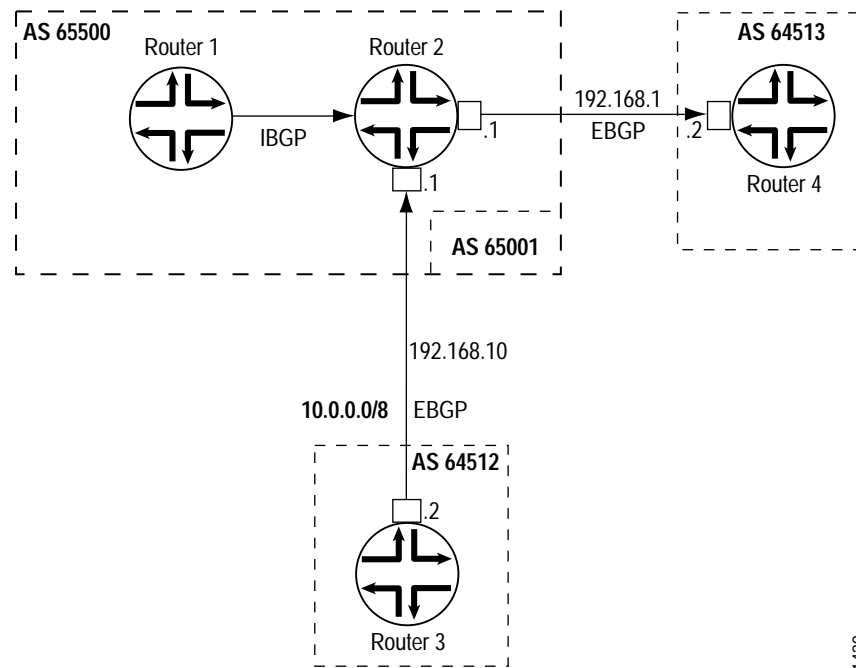 AS 65500
Router 1
Router 2
AS 64513
192.168.1
IBGP
.1
EBGP
.2
.1
Router 4
AS 65001
192.168.10
10.0.0.0/8
EBGP
AS 64512
.2
Router 3